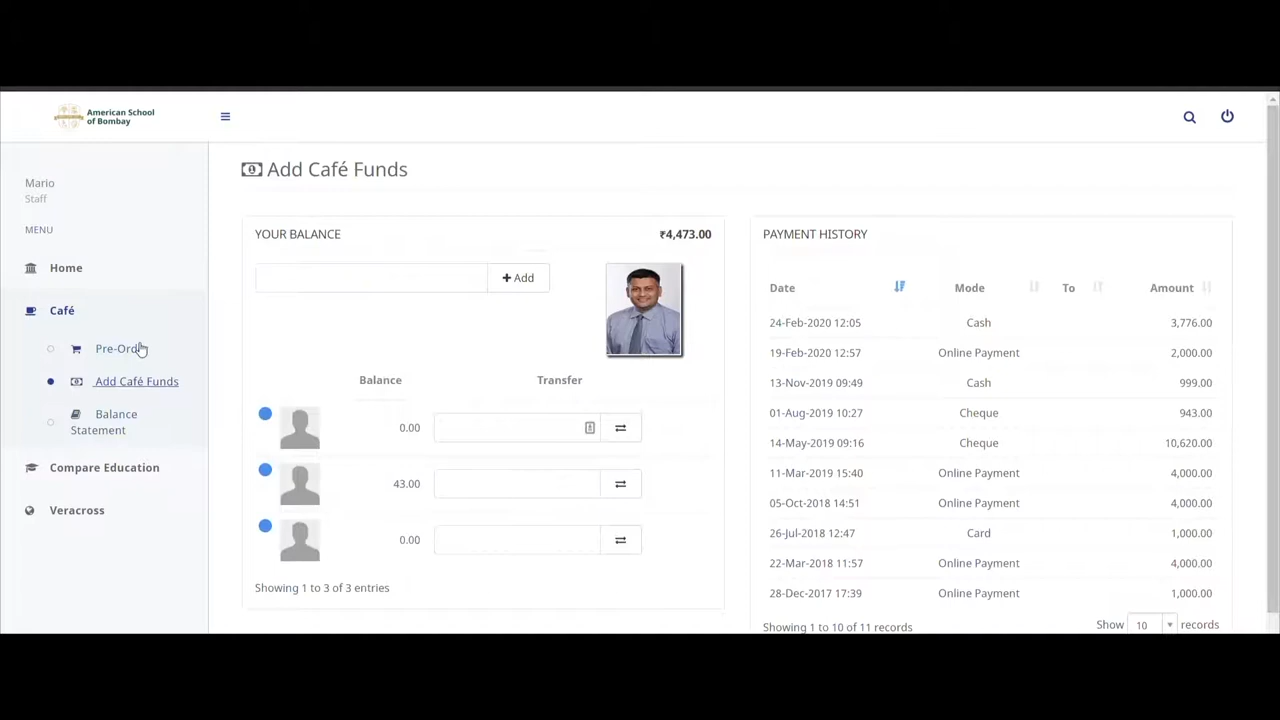 American School
of Bombay
Mario
Staff
MENU
Home
Café
Pre-Ord
Add Café Funds
Balance
Statement
Compare Education
Veracross
Add Café Funds
YOUR BALANCE ₹4,473.00
+ Add
Balance Transfer
0.00
43.00
0.00
Showing 1 to 3 of 3 entries
PAYMENT HISTORY
Date Mode To Amount
24-Feb-2020 12:05 Cash 3,776.00
19-Feb-2020 12:57 Online Payment 2,000.00
13-Nov-2019 09:49 Cash 999.00
01-Aug-2019 10:27 Cheque 943.00
14-May-2019 09:16 Cheque 10,620.00
11-Mar-2019 15:40 Online Payment 4,000.00
05-Oct-2018 14:51 Online Payment 4,000.00
26-Jul-2018 12:47 Card 1,000.00
22-Mar-2018 11:57 Online Payment 4,000.00
28-Dec-2017 17:39 Online Payment 1,000.00
Showing 1 to 10 of 11 records
Show 10 records